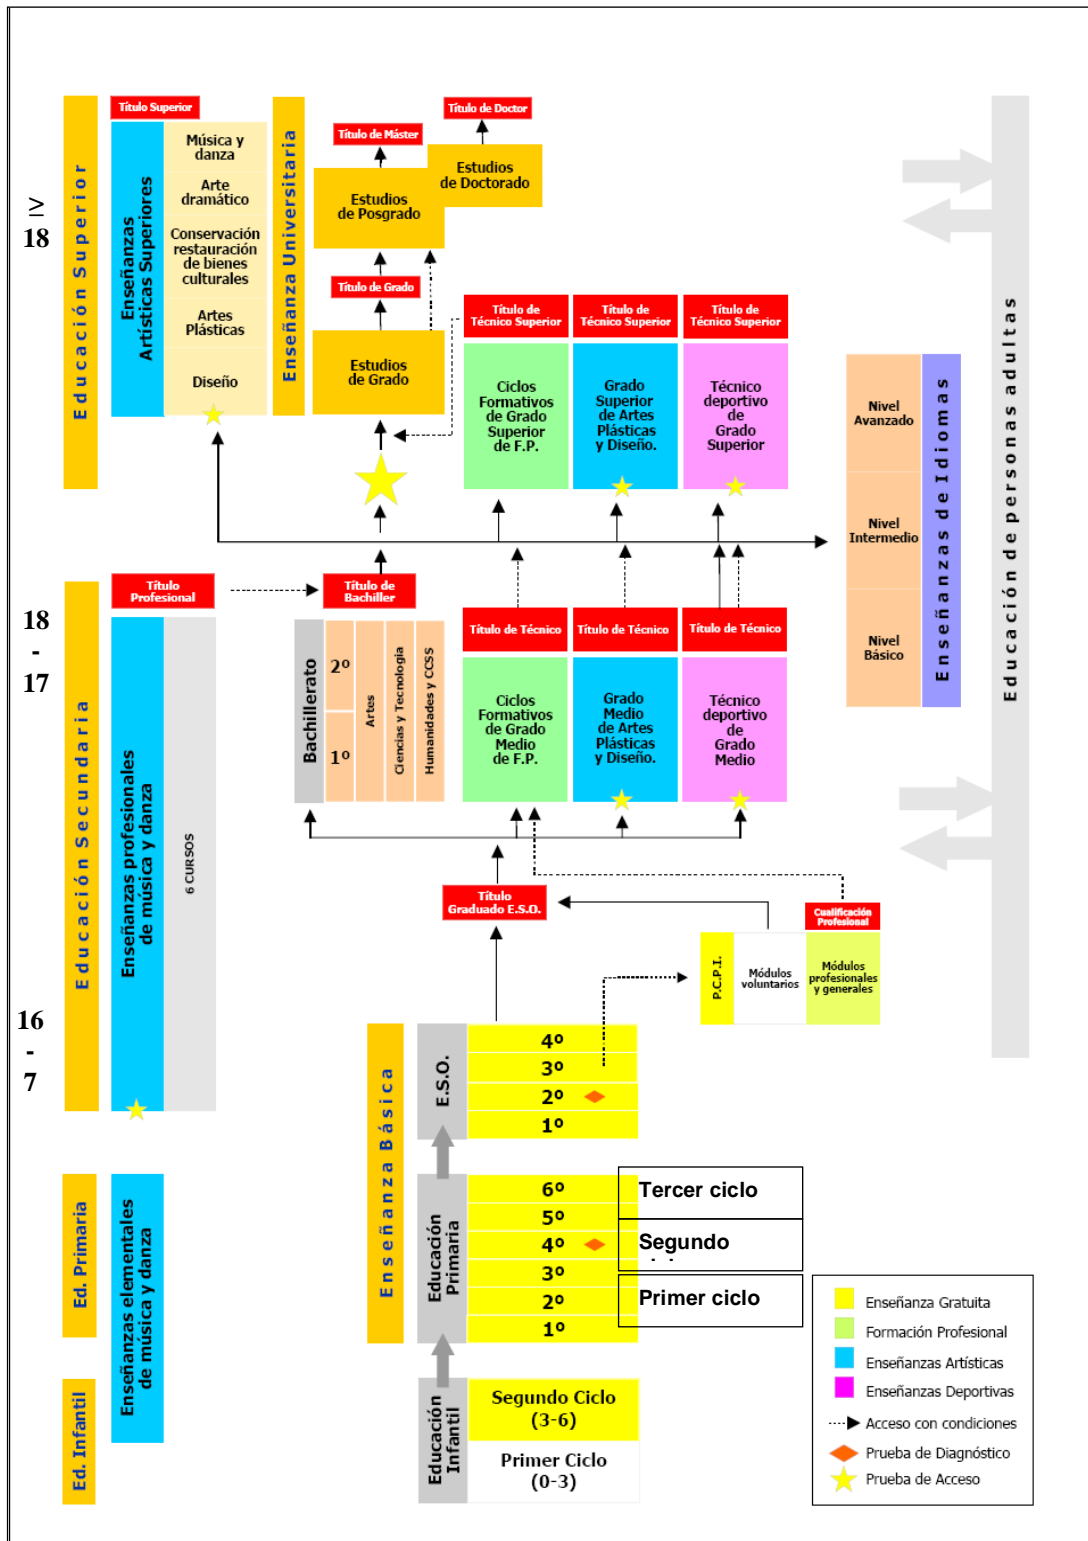 Título Superior
Título de Doctor
Título de Máster
Educación Superior
Enseñanzas
Artísticas Superiores
Música y
danza
Arte
dramático
Conservación
restauración
de bienes
culturales
Artes
Plásticas
Diseño
Enseñanza Universitaria
Estudios
de Posgrado
Estudios
de Doctorado
≥
18
Título de Grado
Estudios
de Grado
Título de
Técnico Superior
Título de
Técnico Superior
Título de
Técnico Superior
Ciclos
Formativos
de Grado
Superior
de F.P.
Grado
Superior
de Artes
Plásticas
y Diseño.
Técnico
deportivo
de
Grado
Superior
Nivel
Avanzado
Nivel
Intermedio
Nivel
Básico
Enseñanzas de Idiomas
Educación de personas adultas
18
-
17
Educación Secundaria
Título
Profesional
Título de
Bachiller
Enseñanzas profesionales
de música y danza
6 CURSOS
Bachillerato
2º
1º
Artes
Ciencias y Tecnología
Humanidades y CCSS
Título de Técnico
Título de Técnico
Título de Técnico
Ciclos
Formativos
de Grado
Medio
de F.P.
Grado
Medio
de Artes
Plásticas
y Diseño.
Técnico
deportivo
de
Grado
Medio
Título
Graduado E.S.O.
Cualificación
Profesional
P.C.P.I.
Módulos
voluntarios
Módulos
profesionales
y generales
16
-
7
Enseñanza Básica
E.S.O.
4º
3º
2º
1º
Ed. Primaria
Enseñanzas elementales
de música y danza
Educación
Primaria
6º
5º
4º
3º
2º
1º
Tercer ciclo
Segundo
Primer ciclo
Ed. Infantil
Educación
Infantil
Segundo Ciclo
(3-6)
Primer Ciclo
(0-3)
Enseñanza Gratuita
Formación Profesional
Enseñanzas Artísticas
Enseñanzas Deportivas
Acceso con condiciones
Prueba de Diagnóstico
Prueba de Acceso